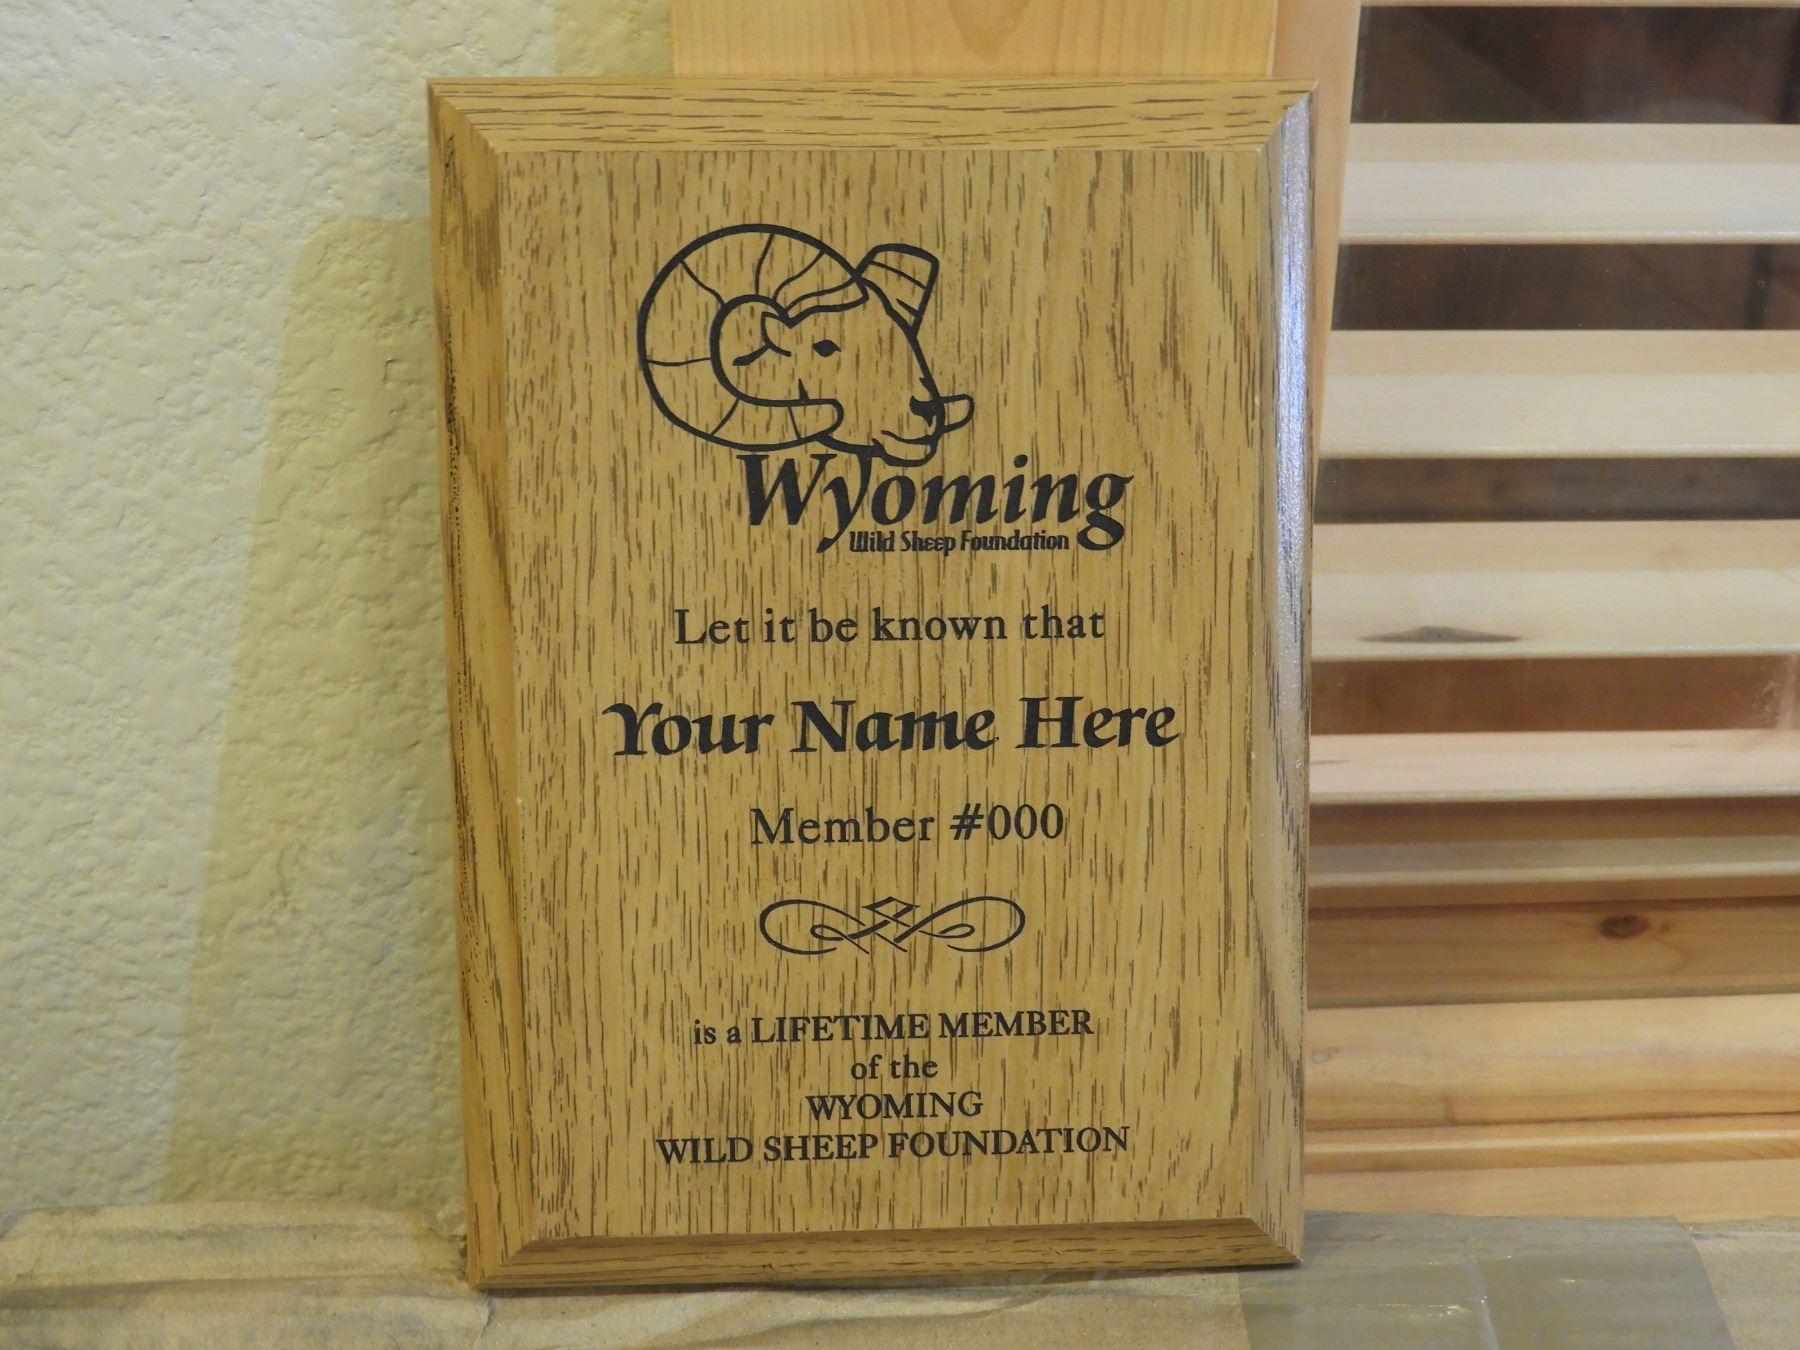 Wyoming
Wild Sheep Foundation
Let it be known that
Your Name Here
Member #000
is a LIFETIME MEMBER
of the
WYOMING
WILD SHEEP FOUNDATION